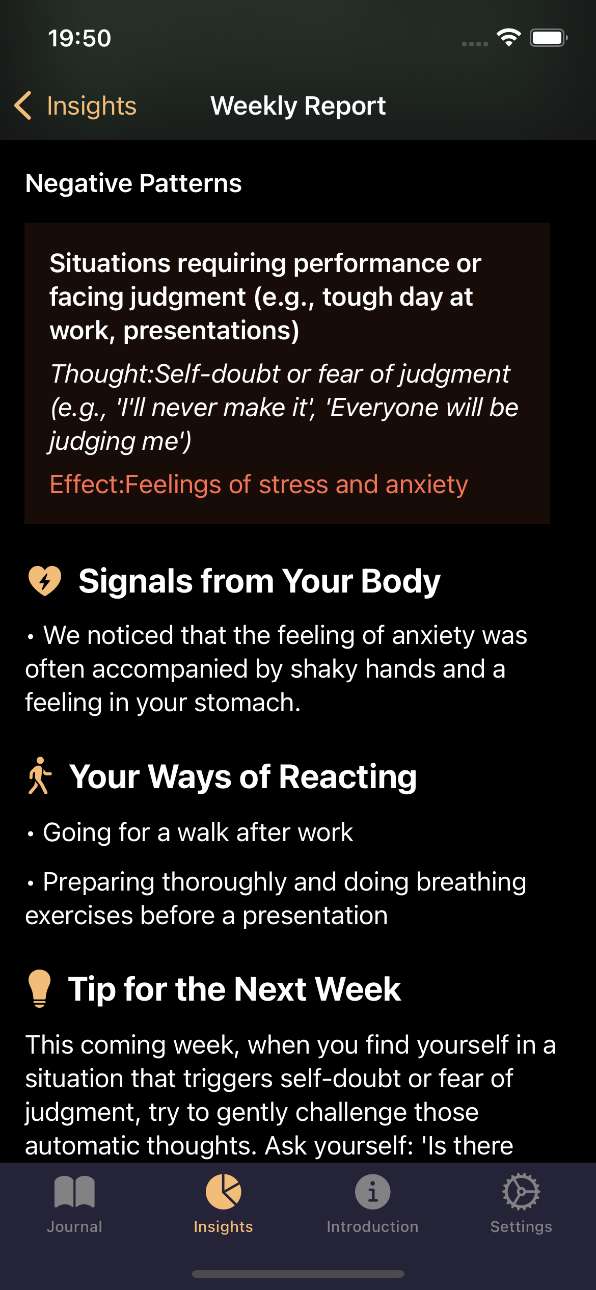 19:50
Insights
Weekly Report
Negative Patterns
Situations requiring performance or
facing judgment (e.g., tough day at
work, presentations)
Thought:Self-doubt or fear of judgment
(e.g., 'I'll never make it', 'Everyone will be
judging me')
Effect:Feelings of stress and anxiety
Signals from Your Body
• We noticed that the feeling of anxiety was
often accompanied by shaky hands and a
feeling in your stomach.
Your Ways of Reacting
• Going for a walk after work
• Preparing thoroughly and doing breathing
exercises before a presentation
Tip for the Next Week
This coming week, when you find yourself in a
situation that triggers self-doubt or fear of
judgment, try to gently challenge those
automatic thoughts. Ask yourself: 'Is there
Journal
Insights
Introduction
Settings